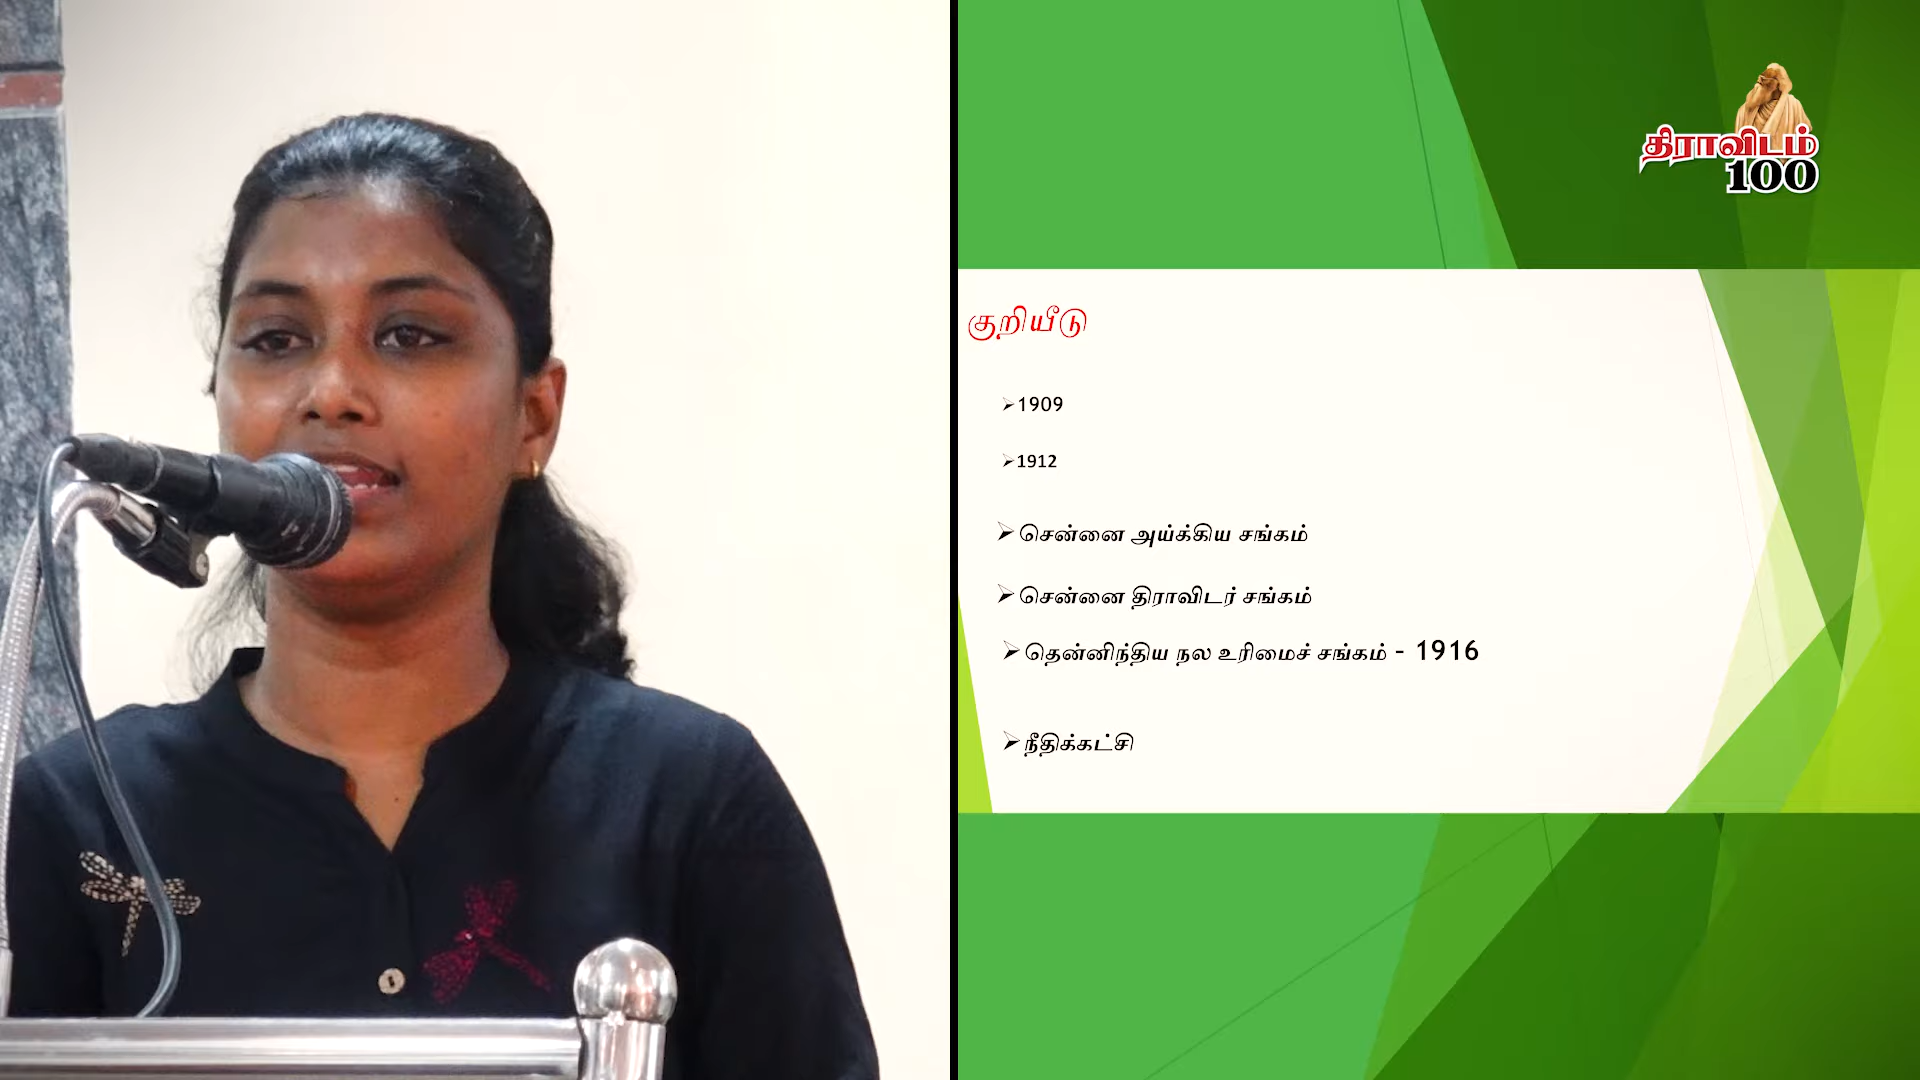 திராவிடம்
100
குறியீடு
➢1909
➢1912
➢சென்னை அய்க்கிய சங்கம்
➢சென்னை திராவிடர் சங்கம்
➢தென்னிந்திய நல உரிமைச் சங்கம் - 1916
➢நீதிக்கட்சி